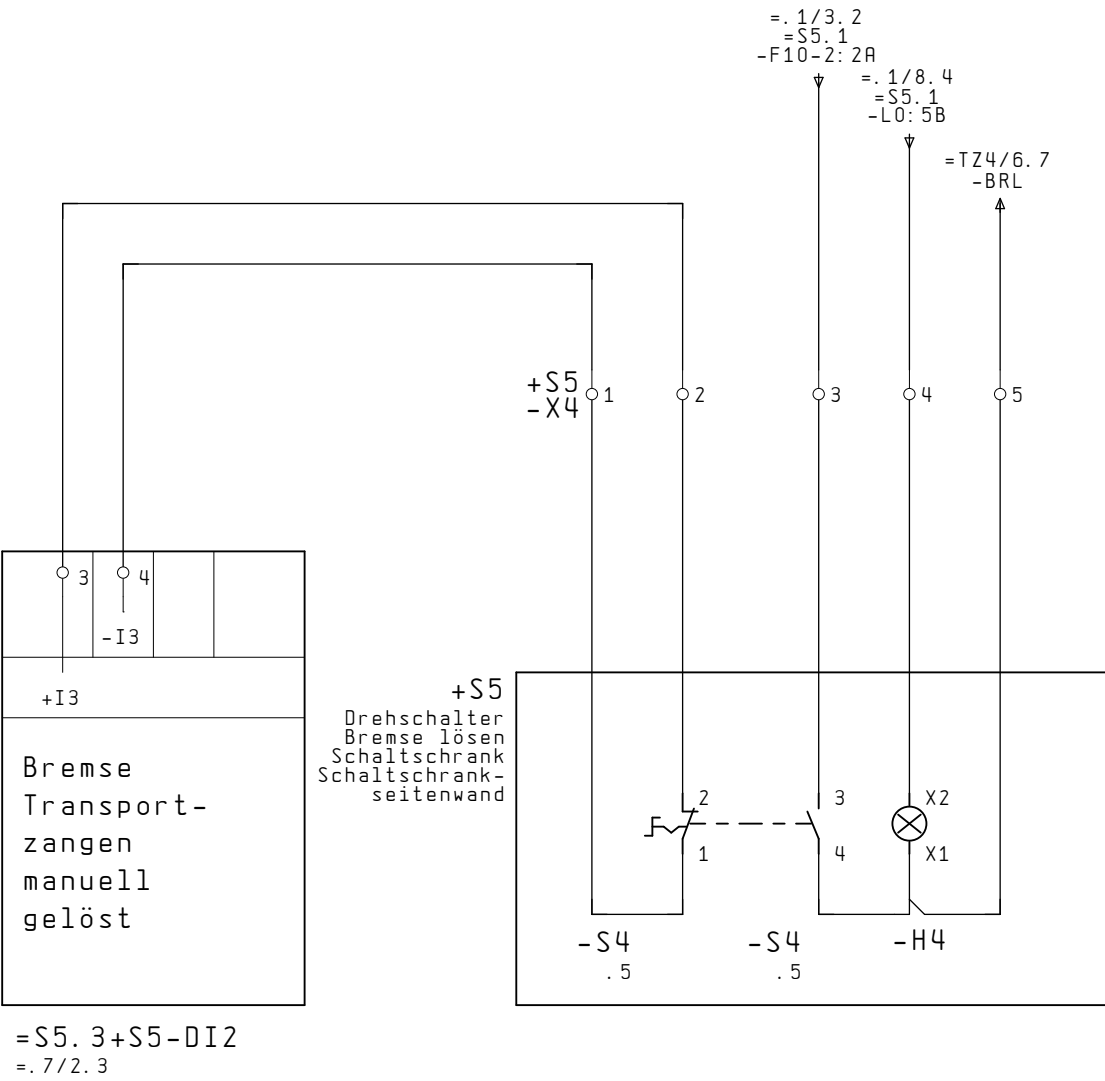 =.1/3.2
=S5.1
-F10-2:2A
=.1/8.4
=S5.1
-L0:5B
=TZ4/6.7
-BRL
+S5
-X4
1
2
3
4
5
3
4
-I3
+I3
Bremse
Transport-
zangen
manuell
gelöst
=S5.3+S5-DI2
=.7/2.3
+S5
Drehschalter
Bremse lösen
Schaltschrank
Schaltschrank-
seitenwand
2
1
3
4
X2
X1
-S4
.5
-S4
.5
-H4